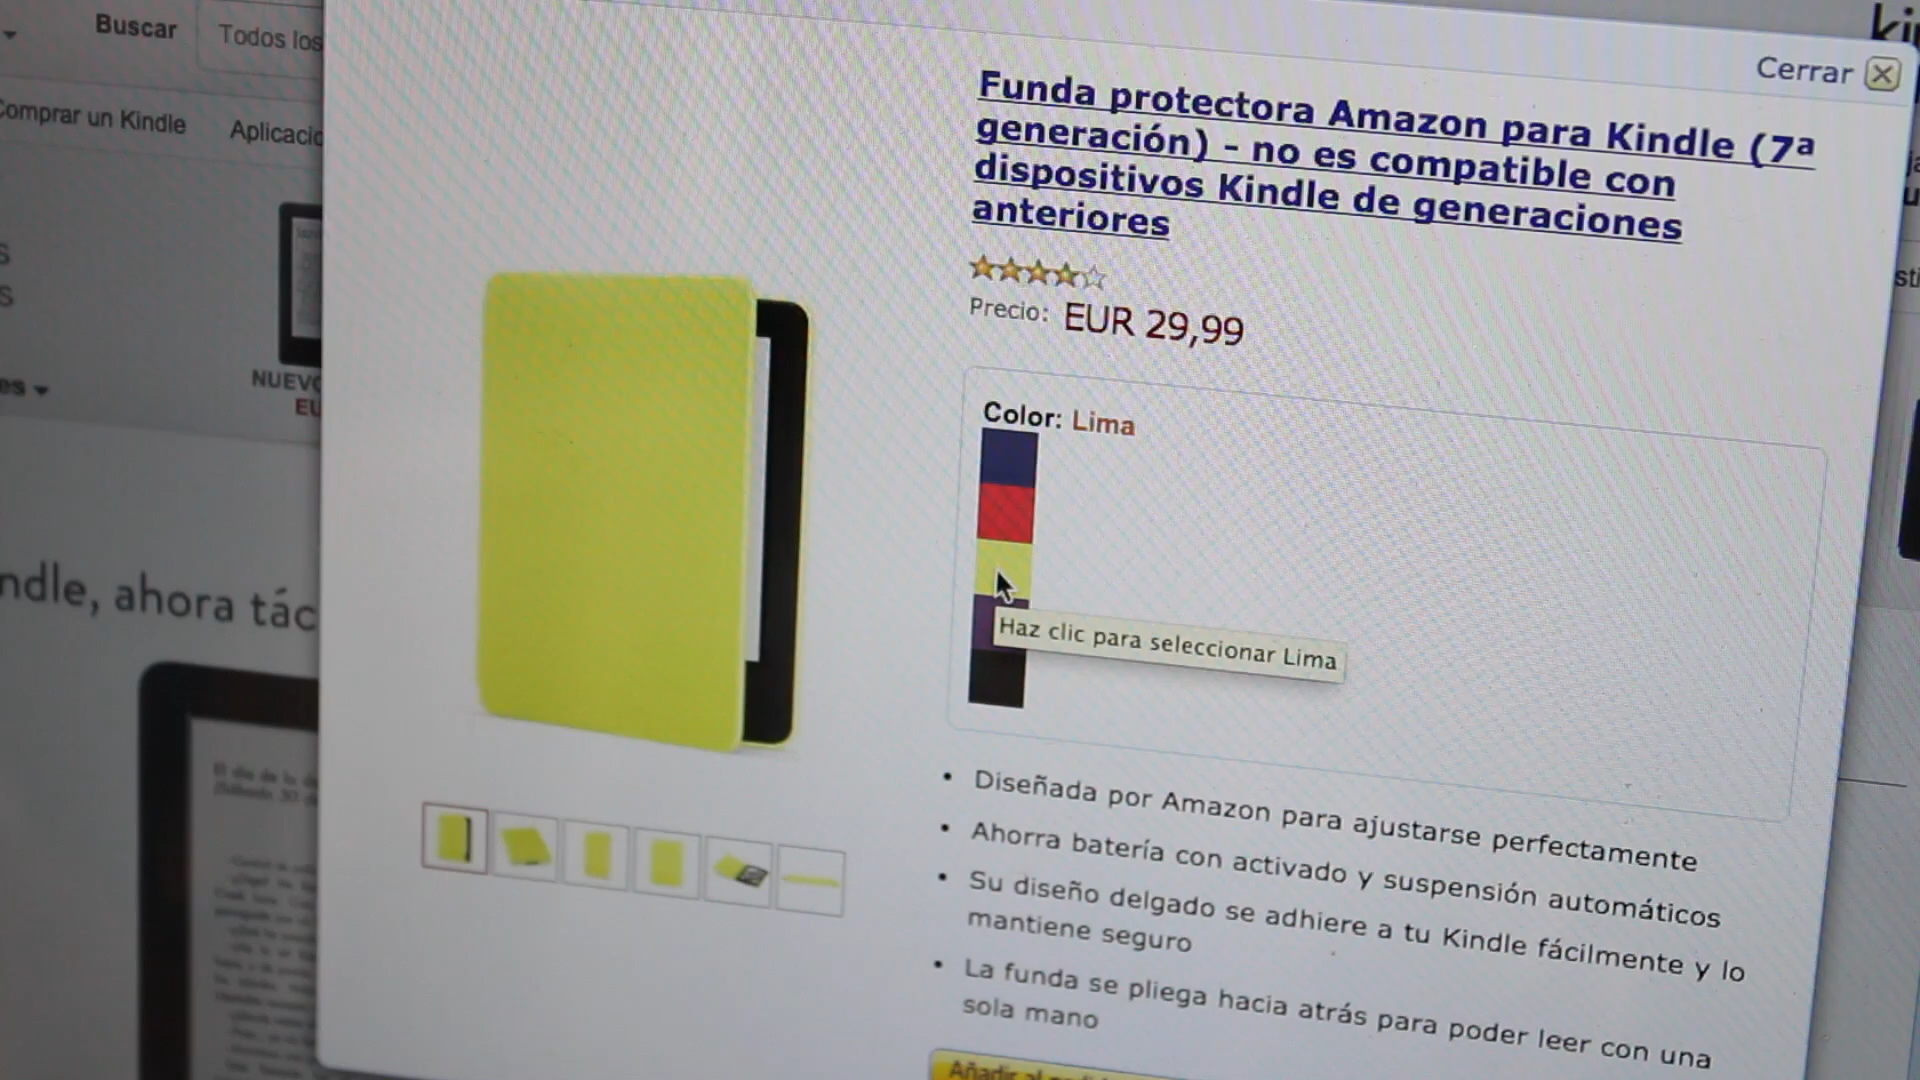 Buscar
Todos los
Comprar un Kindle
Cerrar
Funda protectora Amazon para Kindle (7ª
generación) - no es compatible con
dispositivos Kindle de generaciones
anteriores
Precio: EUR 29,99
NUEVO
EU
Color: Lima
ndle, ahora tác
Haz clic para seleccionar Lima
• Diseñada por Amazon para ajustarse perfectamente
• Ahorra batería con activado y suspensión automáticos
• Su diseño delgado se adhiere a tu Kindle fácilmente y lo
mantiene seguro
• La funda se pliega hacia atrás para poder leer con una
sola mano
Añadir al